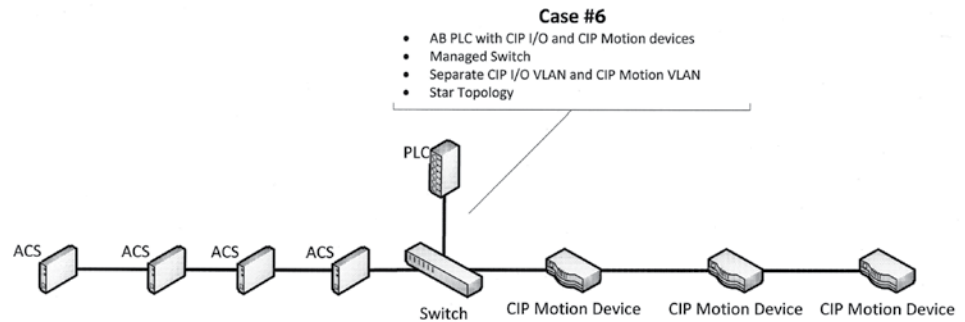 Case #6
AB PLC with CIP I/O and CIP Motion devices
Managed Switch
Separate CIP I/O VLAN and CIP Motion VLAN
Star Topology
PLC
ACS
ACS
ACS
ACS
Switch
CIP Motion Device
CIP Motion Device
CIP Motion Device